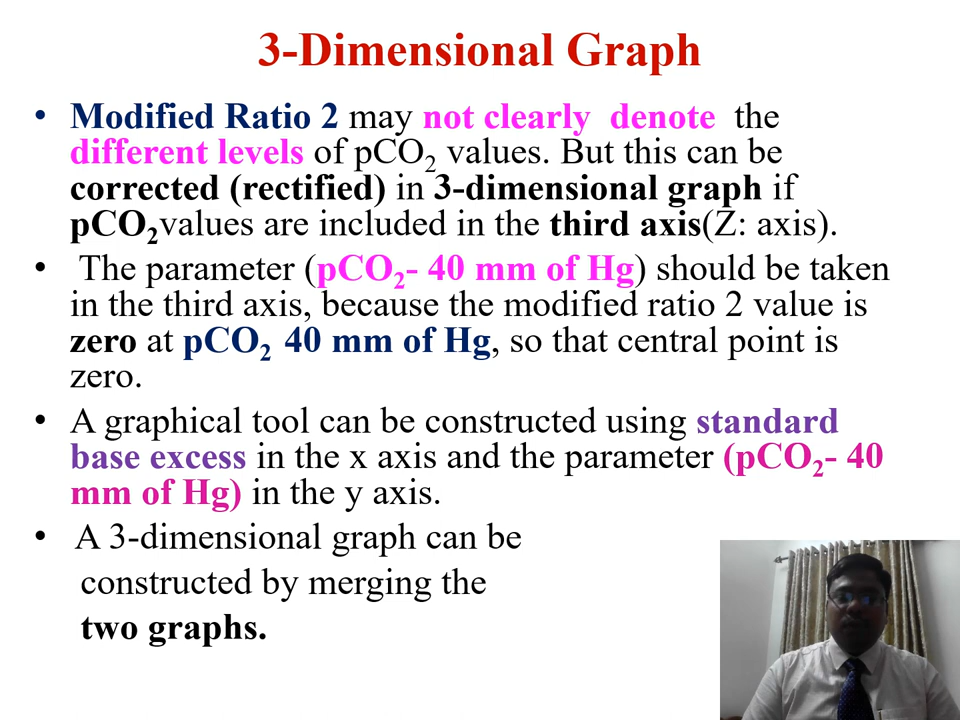 3-Dimensional Graph
• Modified Ratio 2 may not clearly denote the
different levels of pCO₂ values. But this can be
corrected (rectified) in 3-dimensional graph if
pCO₂values are included in the third axis(Z: axis).
• The parameter (pCO₂- 40 mm of Hg) should be taken
in the third axis, because the modified ratio 2 value is
zero at pCO₂ 40 mm of Hg, so that central point is
zero.
• A graphical tool can be constructed using standard
base excess in the x axis and the parameter (pCO₂- 40
mm of Hg) in the y axis.
• A 3-dimensional graph can be
constructed by merging the
two graphs.